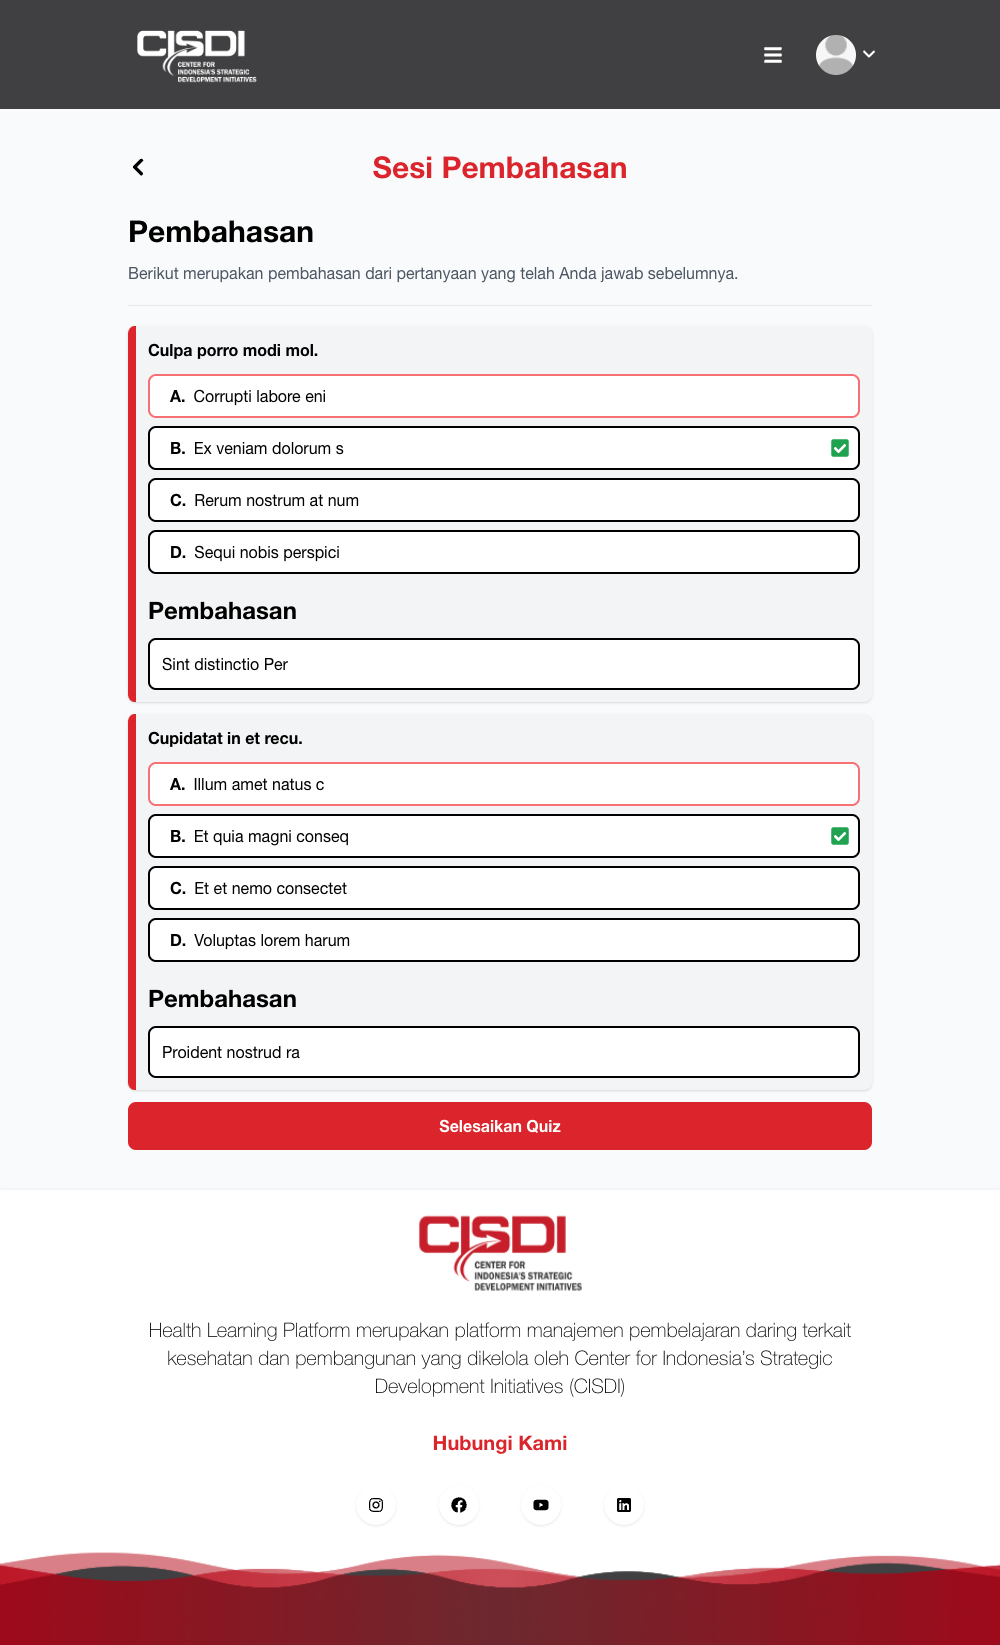 CISDI
CENTER FOR
INDONESIA'S STRATEGIC
DEVELOPMENT INITIATIVES
Sesi Pembahasan
Pembahasan
Berikut merupakan pembahasan dari pertanyaan yang telah Anda jawab sebelumnya.
Culpa porro modi mol.
A. Corrupti labore eni
B. Ex veniam dolorum s
C. Rerum nostrum at num
D. Sequi nobis perspici
Pembahasan
Sint distinctio Per
Cupidatat in et recu.
A. Illum amet natus c
B. Et quia magni conseq
C. Et et nemo consectet
D. Voluptas lorem harum
Pembahasan
Proident nostrud ra
Selesaikan Quiz
CISDI
CENTER FOR
INDONESIA'S STRATEGIC
DEVELOPMENT INITIATIVES
Health Learning Platform merupakan platform manajemen pembelajaran daring terkait
kesehatan dan pembangunan yang dikelola oleh Center for Indonesia’s Strategic
Development Initiatives (CISDI)
Hubungi Kami